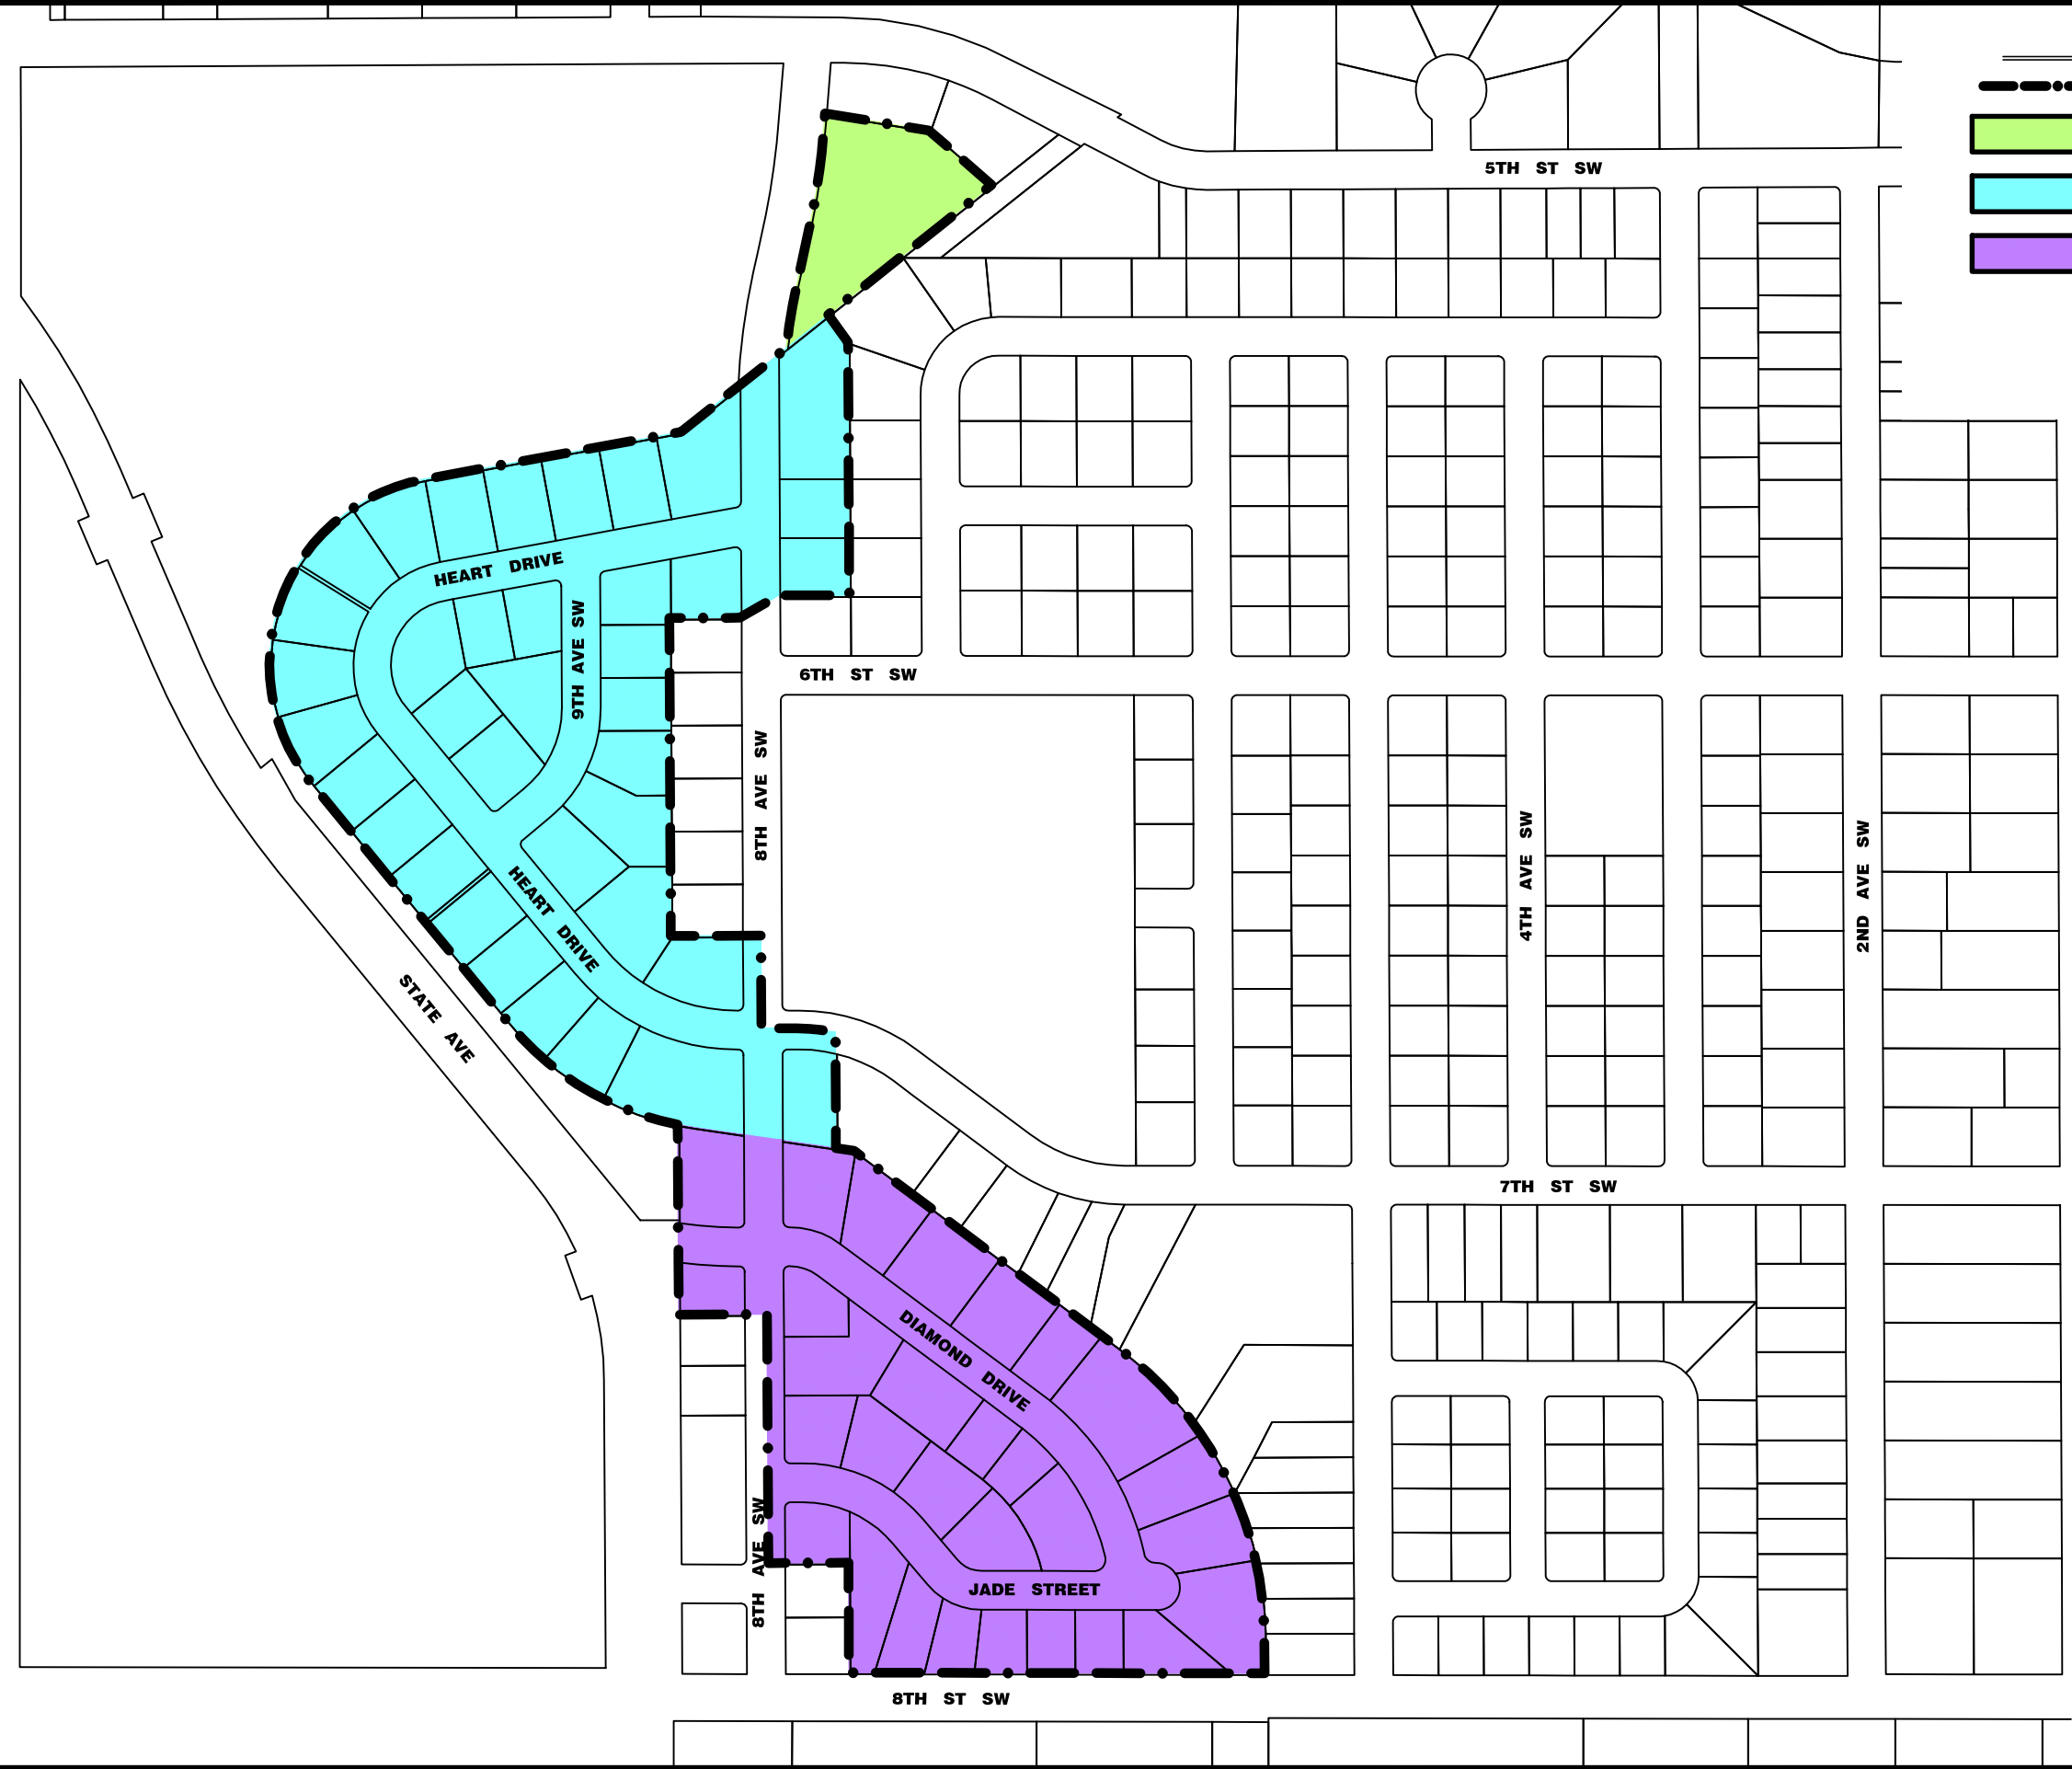 5TH ST SW
HEART DRIVE
9TH AVE SW
6TH ST SW
8TH AVE SW
4TH AVE SW
2ND AVE SW
HEART DRIVE
STATE AVE
7TH ST SW
DIAMOND DRIVE
8TH AVE SW
JADE STREET
8TH ST SW